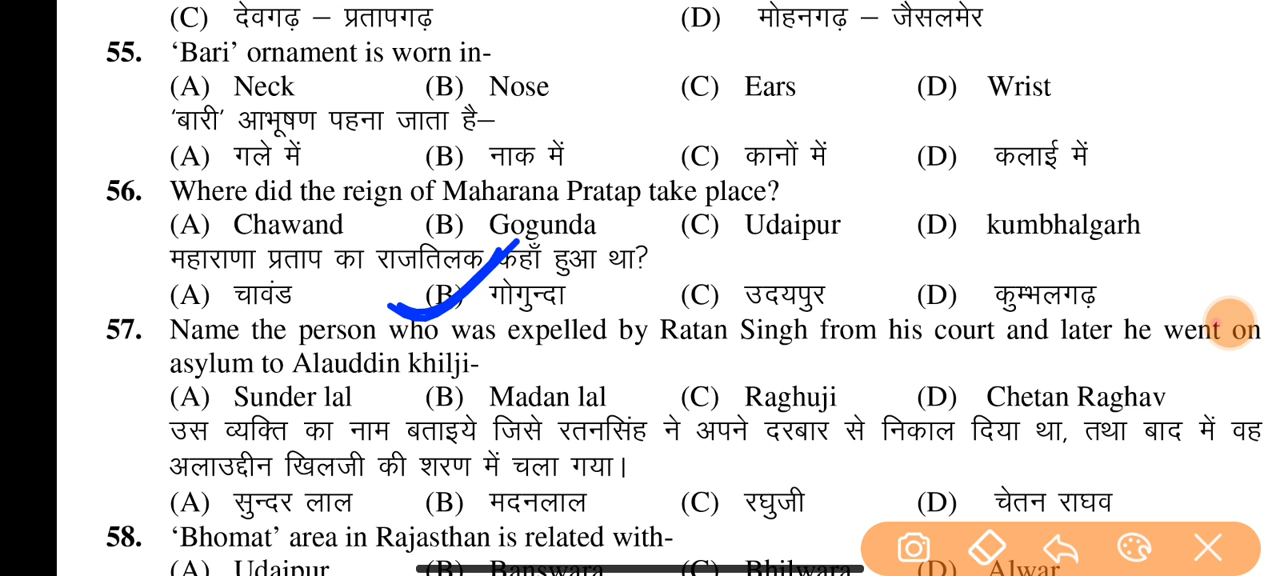 (C) देवगढ़ – प्रतापगढ़ (D) मोहनगढ़ – जैसलमेर
55. ‘Bari’ ornament is worn in-
(A) Neck (B) Nose (C) Ears (D) Wrist
‘बारी’ आभूषण पहना जाता है–
(A) गले में (B) नाक में (C) कानों में (D) कलाई में
56. Where did the reign of Maharana Pratap take place?
(A) Chawand (B) Gogunda (C) Udaipur (D) kumbhalgarh
महाराणा प्रताप का राजतिलक कहाँ हुआ था?
(A) चावंड (B) गोगुन्दा (C) उदयपुर (D) कुम्भलगढ़
57. Name the person who was expelled by Ratan Singh from his court and later he went on
asylum to Alauddin khilji-
(A) Sunder lal (B) Madan lal (C) Raghuji (D) Chetan Raghav
उस व्यक्ति का नाम बताइये जिसे रतनसिंह ने अपने दरबार से निकाल दिया था, तथा बाद में वह
अलाउद्दीन खिलजी की शरण में चला गया।
(A) सुन्दर लाल (B) मदनलाल (C) रघुजी (D) चेतन राघव
58. ‘Bhomat’ area in Rajasthan is related with-
(A) Udaipur (B) Banswara (C) Bhilwara (D) Alwar